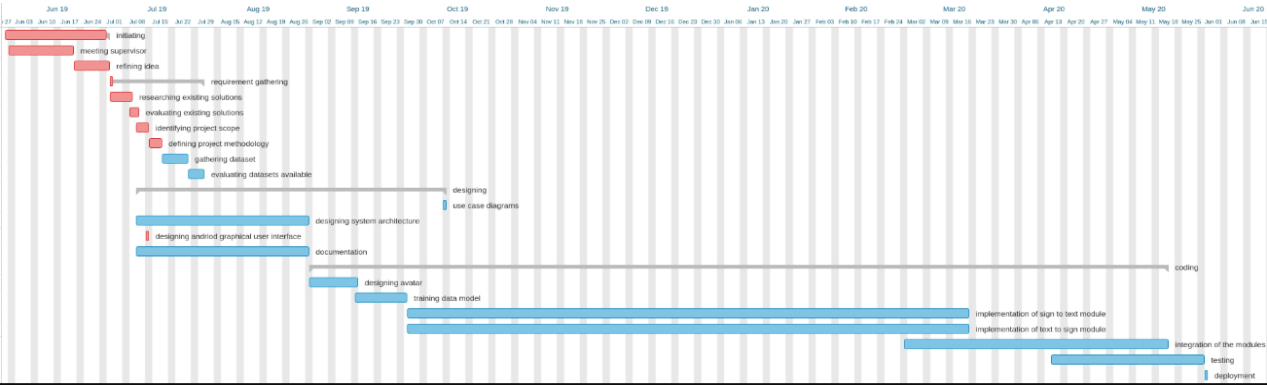 Jun 19 Jul 19 Aug 19 Sep 19 Oct 19 Nov 19 Dec 19 Jan 20 Feb 20 Mar 20 Apr 20 May 20 Jun 20
27 Jun 03 Jun 10 Jun 17 Jun 24 Jul 01 Jul 08 Jul 15 Jul 22 Jul 29 Aug 05 Aug 12 Aug 19 Aug 26 Sep 02 Sep 09 Sep 16 Sep 23 Sep 30 Oct 07 Oct 14 Oct 21 Oct 28 Nov 04 Nov 11 Nov 18 Nov 25 Dec 02 Dec 09 Dec 16 Dec 23 Dec 30 Jan 06 Jan 13 Jan 20 Jan 27 Feb 03 Feb 10 Feb 17 Feb 24 Mar 02 Mar 09 Mar 16 Mar 23 Mar 30 Apr 06 Apr 13 Apr 20 Apr 27 May 04 May 11 May 18 May 25 Jun 01 Jun 08 Jun 15
initiating
meeting supervisor
refining idea
requirement gathering
researching existing solutions
evaluating existing solutions
identifying project scope
defining project methodology
gathering dataset
evaluating datasets available
designing
use case diagrams
designing system architecture
designing andriod graphical user interface
documentation
coding
designing avatar
training data model
implementation of sign to text module
implementation of text to sign module
integration of the modules
testing
deployment